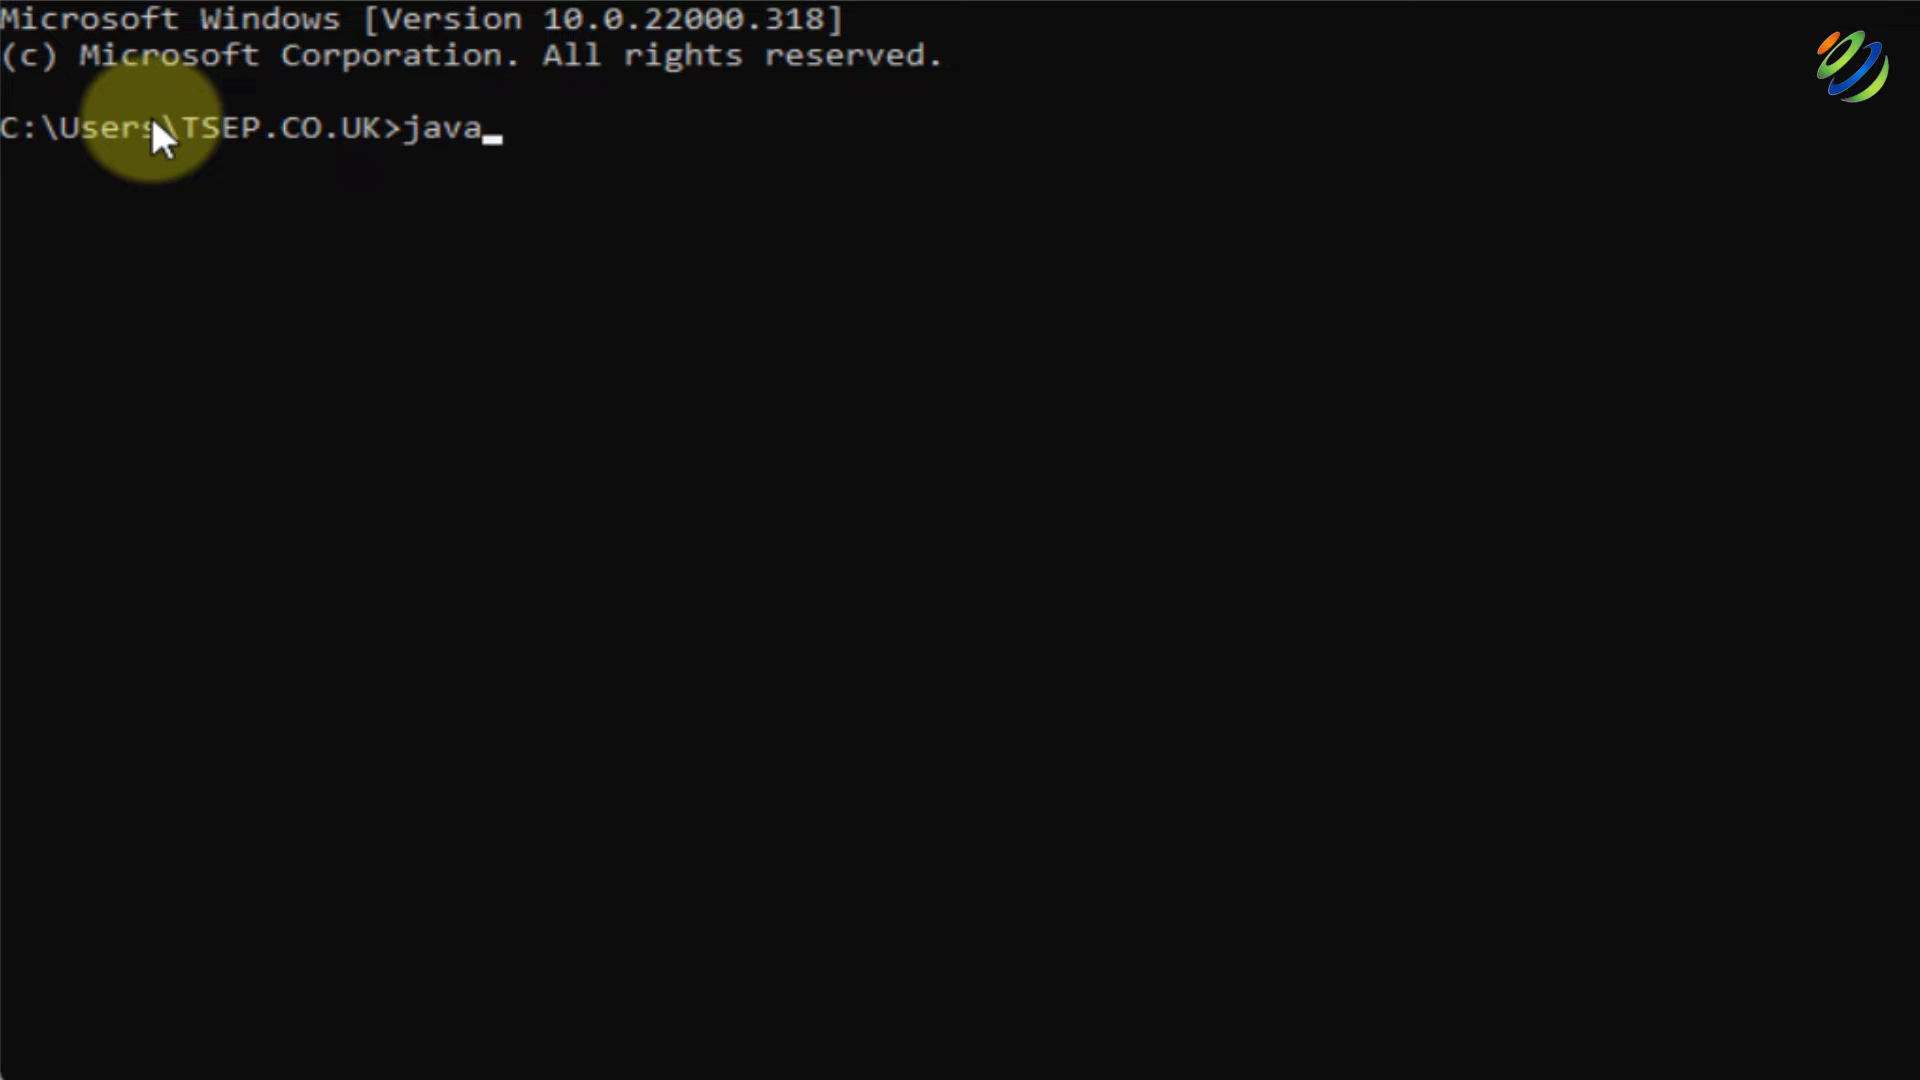 Microsoft Windows [Version 10.0.22000.318]
(c) Microsoft Corporation. All rights reserved.
C:\Users\TSEP.CO.UK>java